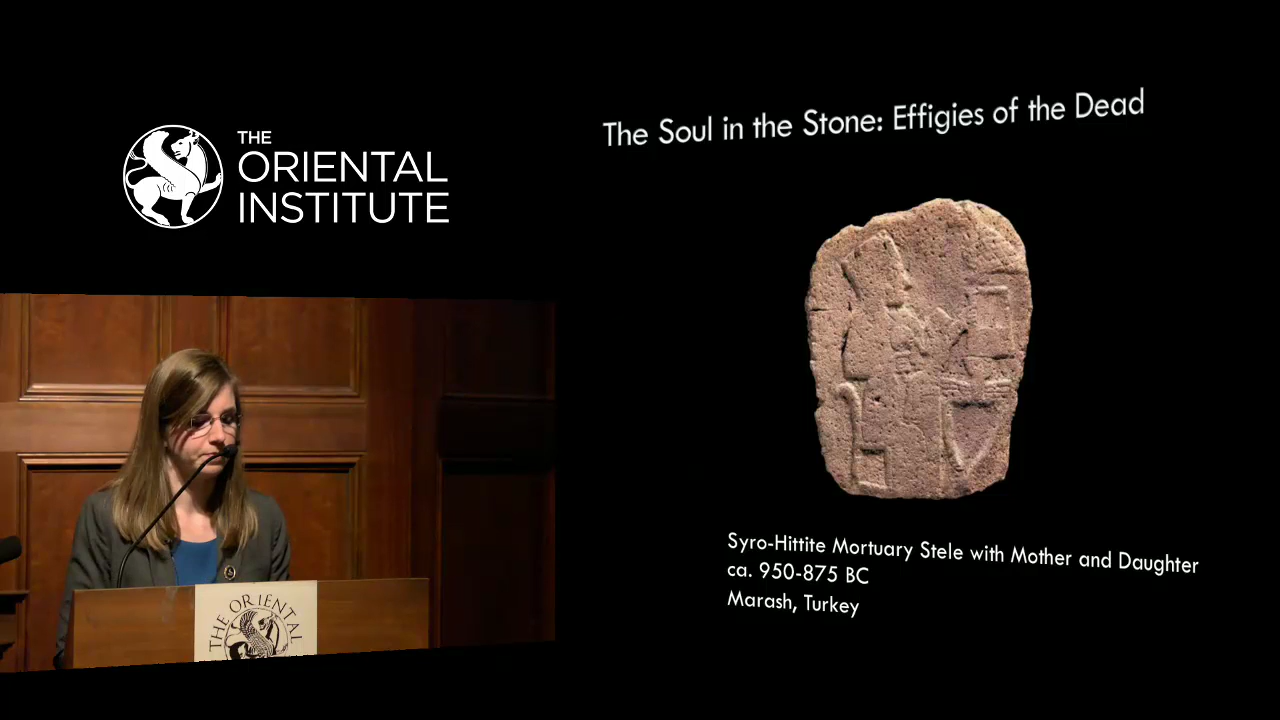 THE
ORIENTAL
INSTITUTE
The Soul in the Stone: Effigies of the Dead
Syro-Hittite Mortuary Stele with Mother and Daughter
ca. 950-875 BC
Marash, Turkey
THE ORIENTAL